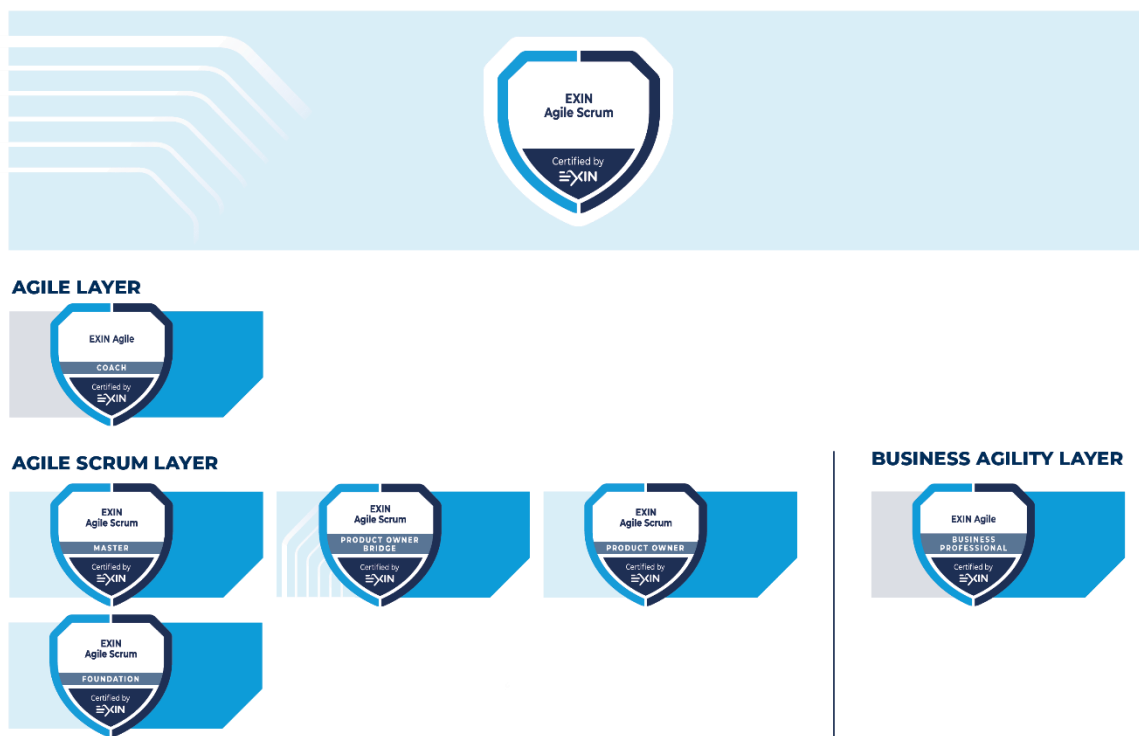 EXIN
Agile Scrum
Certified by
EXIN
AGILE LAYER
EXIN Agile
COACH
Certified by
EXIN
AGILE SCRUM LAYER
EXIN
Agile Scrum
MASTER
Certified by
EXIN
EXIN
Agile Scrum
PRODUCT OWNER
BRIDGE
Certified by
EXIN
EXIN
Agile Scrum
PRODUCT OWNER
Certified by
EXIN
BUSINESS AGILITY LAYER
EXIN Agile
BUSINESS
PROFESSIONAL
Certified by
EXIN
EXIN
Agile Scrum
FOUNDATION
Certified by
EXIN